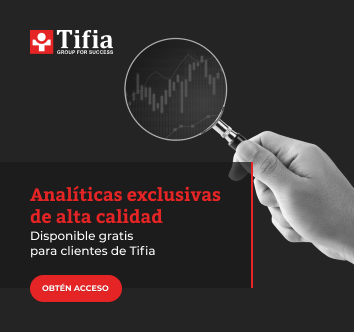 Tifia
GROUP FOR SUCCESS
Analíticas exclusivas
de alta calidad
Disponible gratis
para clientes de Tifia
OBTÉN ACCESO